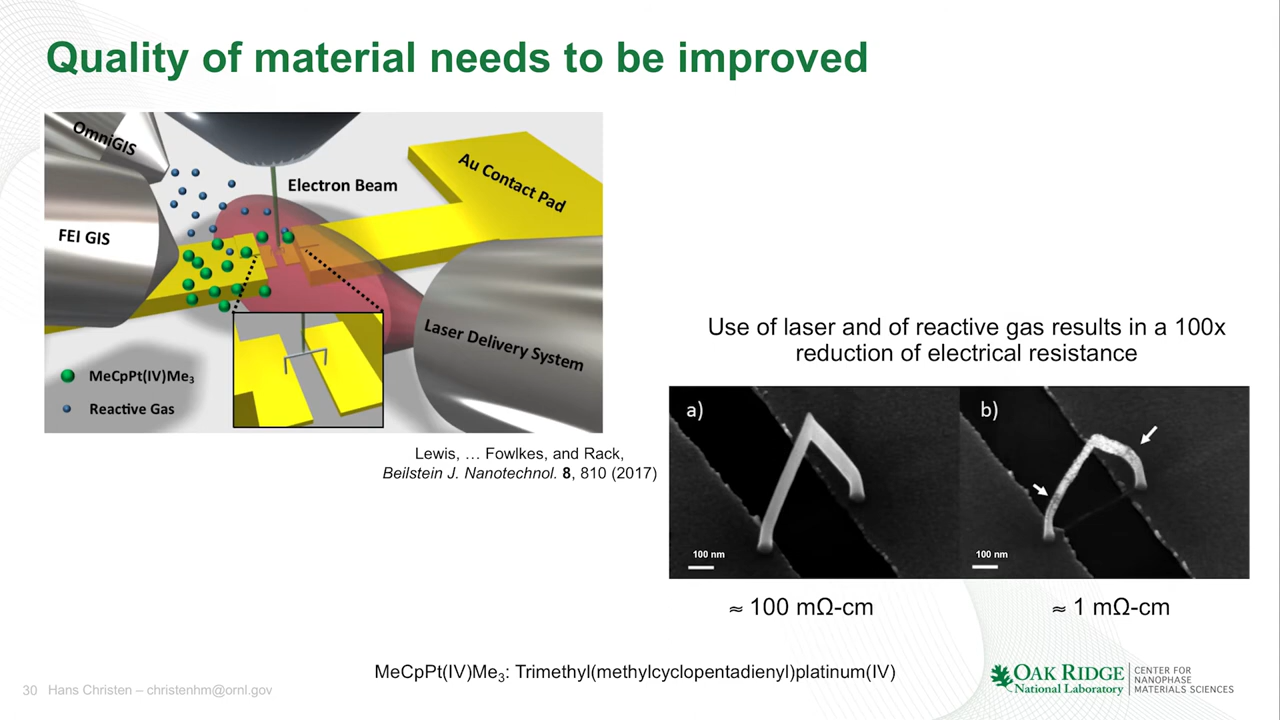 Quality of material needs to be improved
OmniGIS
Electron Beam
Au Contact Pad
FEI GIS
Laser Delivery System
MeCpPt(IV)Me₃
Reactive Gas
Lewis, … Fowlkes, and Rack,
Beilstein J. Nanotechnol. 8, 810 (2017)
Use of laser and of reactive gas results in a 100x
reduction of electrical resistance
a)
b)
100 nm
100 nm
≈ 100 mΩ-cm
≈ 1 mΩ-cm
MeCpPt(IV)Me₃: Trimethyl(methylcyclopentadienyl)platinum(IV)
30 Hans Christen – christenhm@ornl.gov
OAK RIDGE
National Laboratory
CENTER FOR
NANOPHASE
MATERIALS SCIENCES